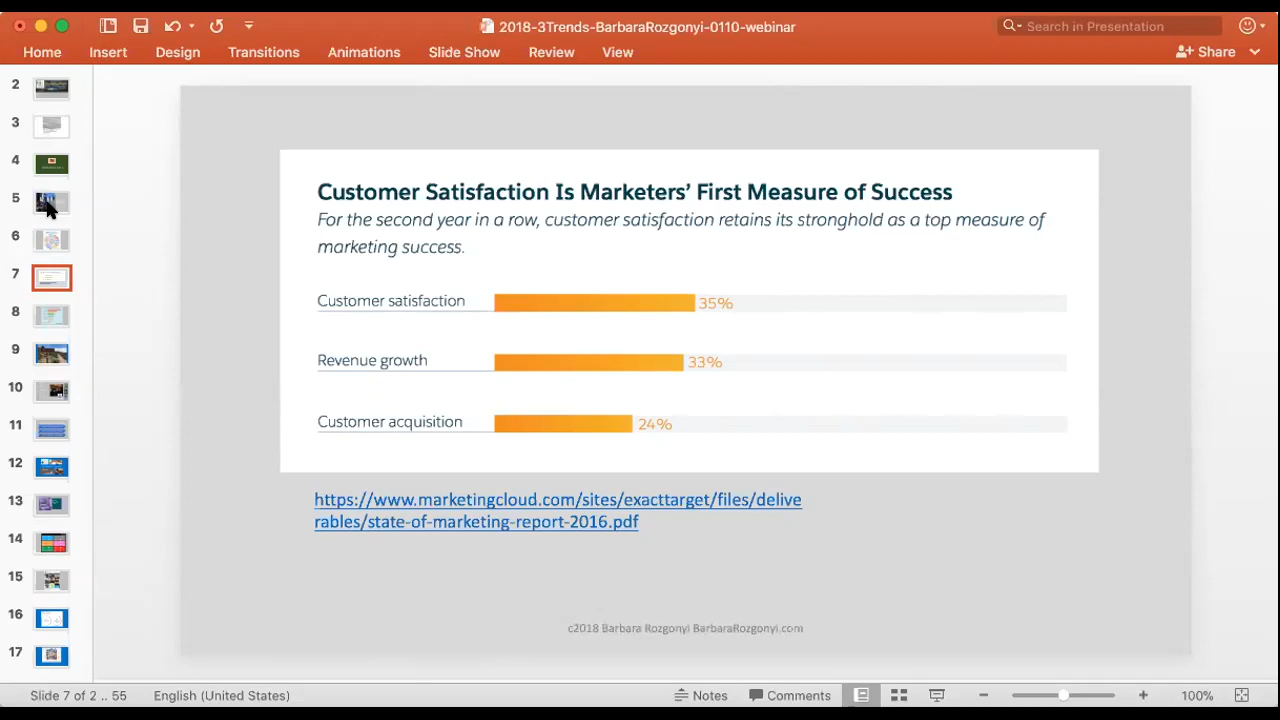 2018-3Trends-BarbaraRozgonyi-0110-webinar
Search in Presentation
Home Insert Design Transitions Animations Slide Show Review View
Share
2
3
4
5
6
7
8
9
10
11
12
13
14
15
16
17
Customer Satisfaction Is Marketers’ First Measure of Success
For the second year in a row, customer satisfaction retains its stronghold as a top measure of
marketing success.
Customer satisfaction 35%
Revenue growth 33%
Customer acquisition 24%
https://www.marketingcloud.com/sites/exacttarget/files/delive
rables/state-of-marketing-report-2016.pdf
c2018 Barbara Rozgonyi BarbaraRozgonyi.com
Slide 7 of 2 .. 55 English (United States) Notes Comments 100%